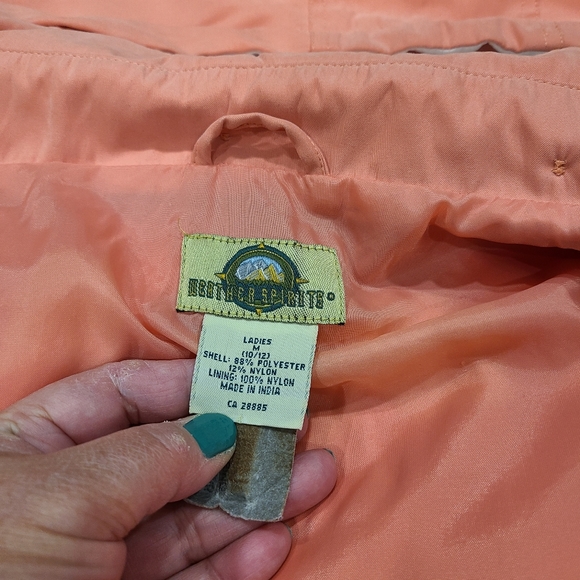 WEATHER SPIRITS®
LADIES
M
(10/12)
SHELL: 88% POLYESTER
12% NYLON
LINING: 100% NYLON
MADE IN INDIA
CA 28885